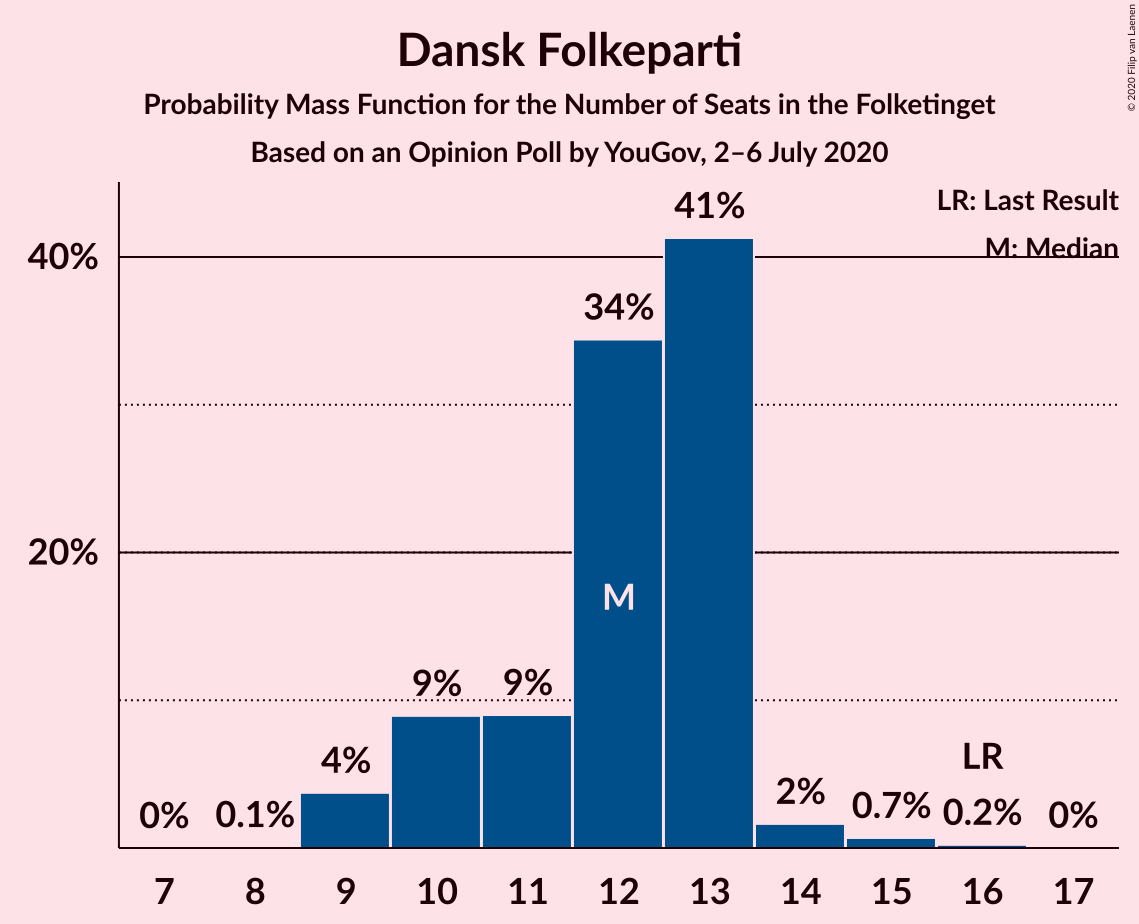 Dansk Folkeparti
Probability Mass Function for the Number of Seats in the Folketinget
Based on an Opinion Poll by YouGov, 2–6 July 2020
© 2020 Filip van Laenen
LR: Last Result
M: Median
41%
40%
34%
20%
M
9%
9%
4%
LR
2%
0.7%
0.2%
0%
0.1%
0%
7 8 9 10 11 12 13 14 15 16 17